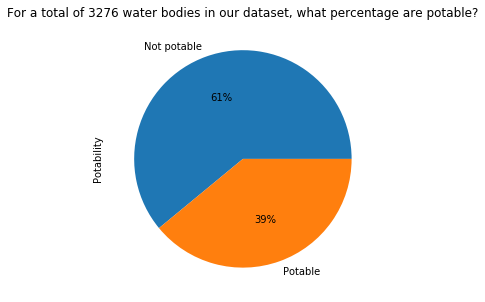 For a total of 3276 water bodies in our dataset, what percentage are potable?
Not potable
61%
Potability
39%
Potable